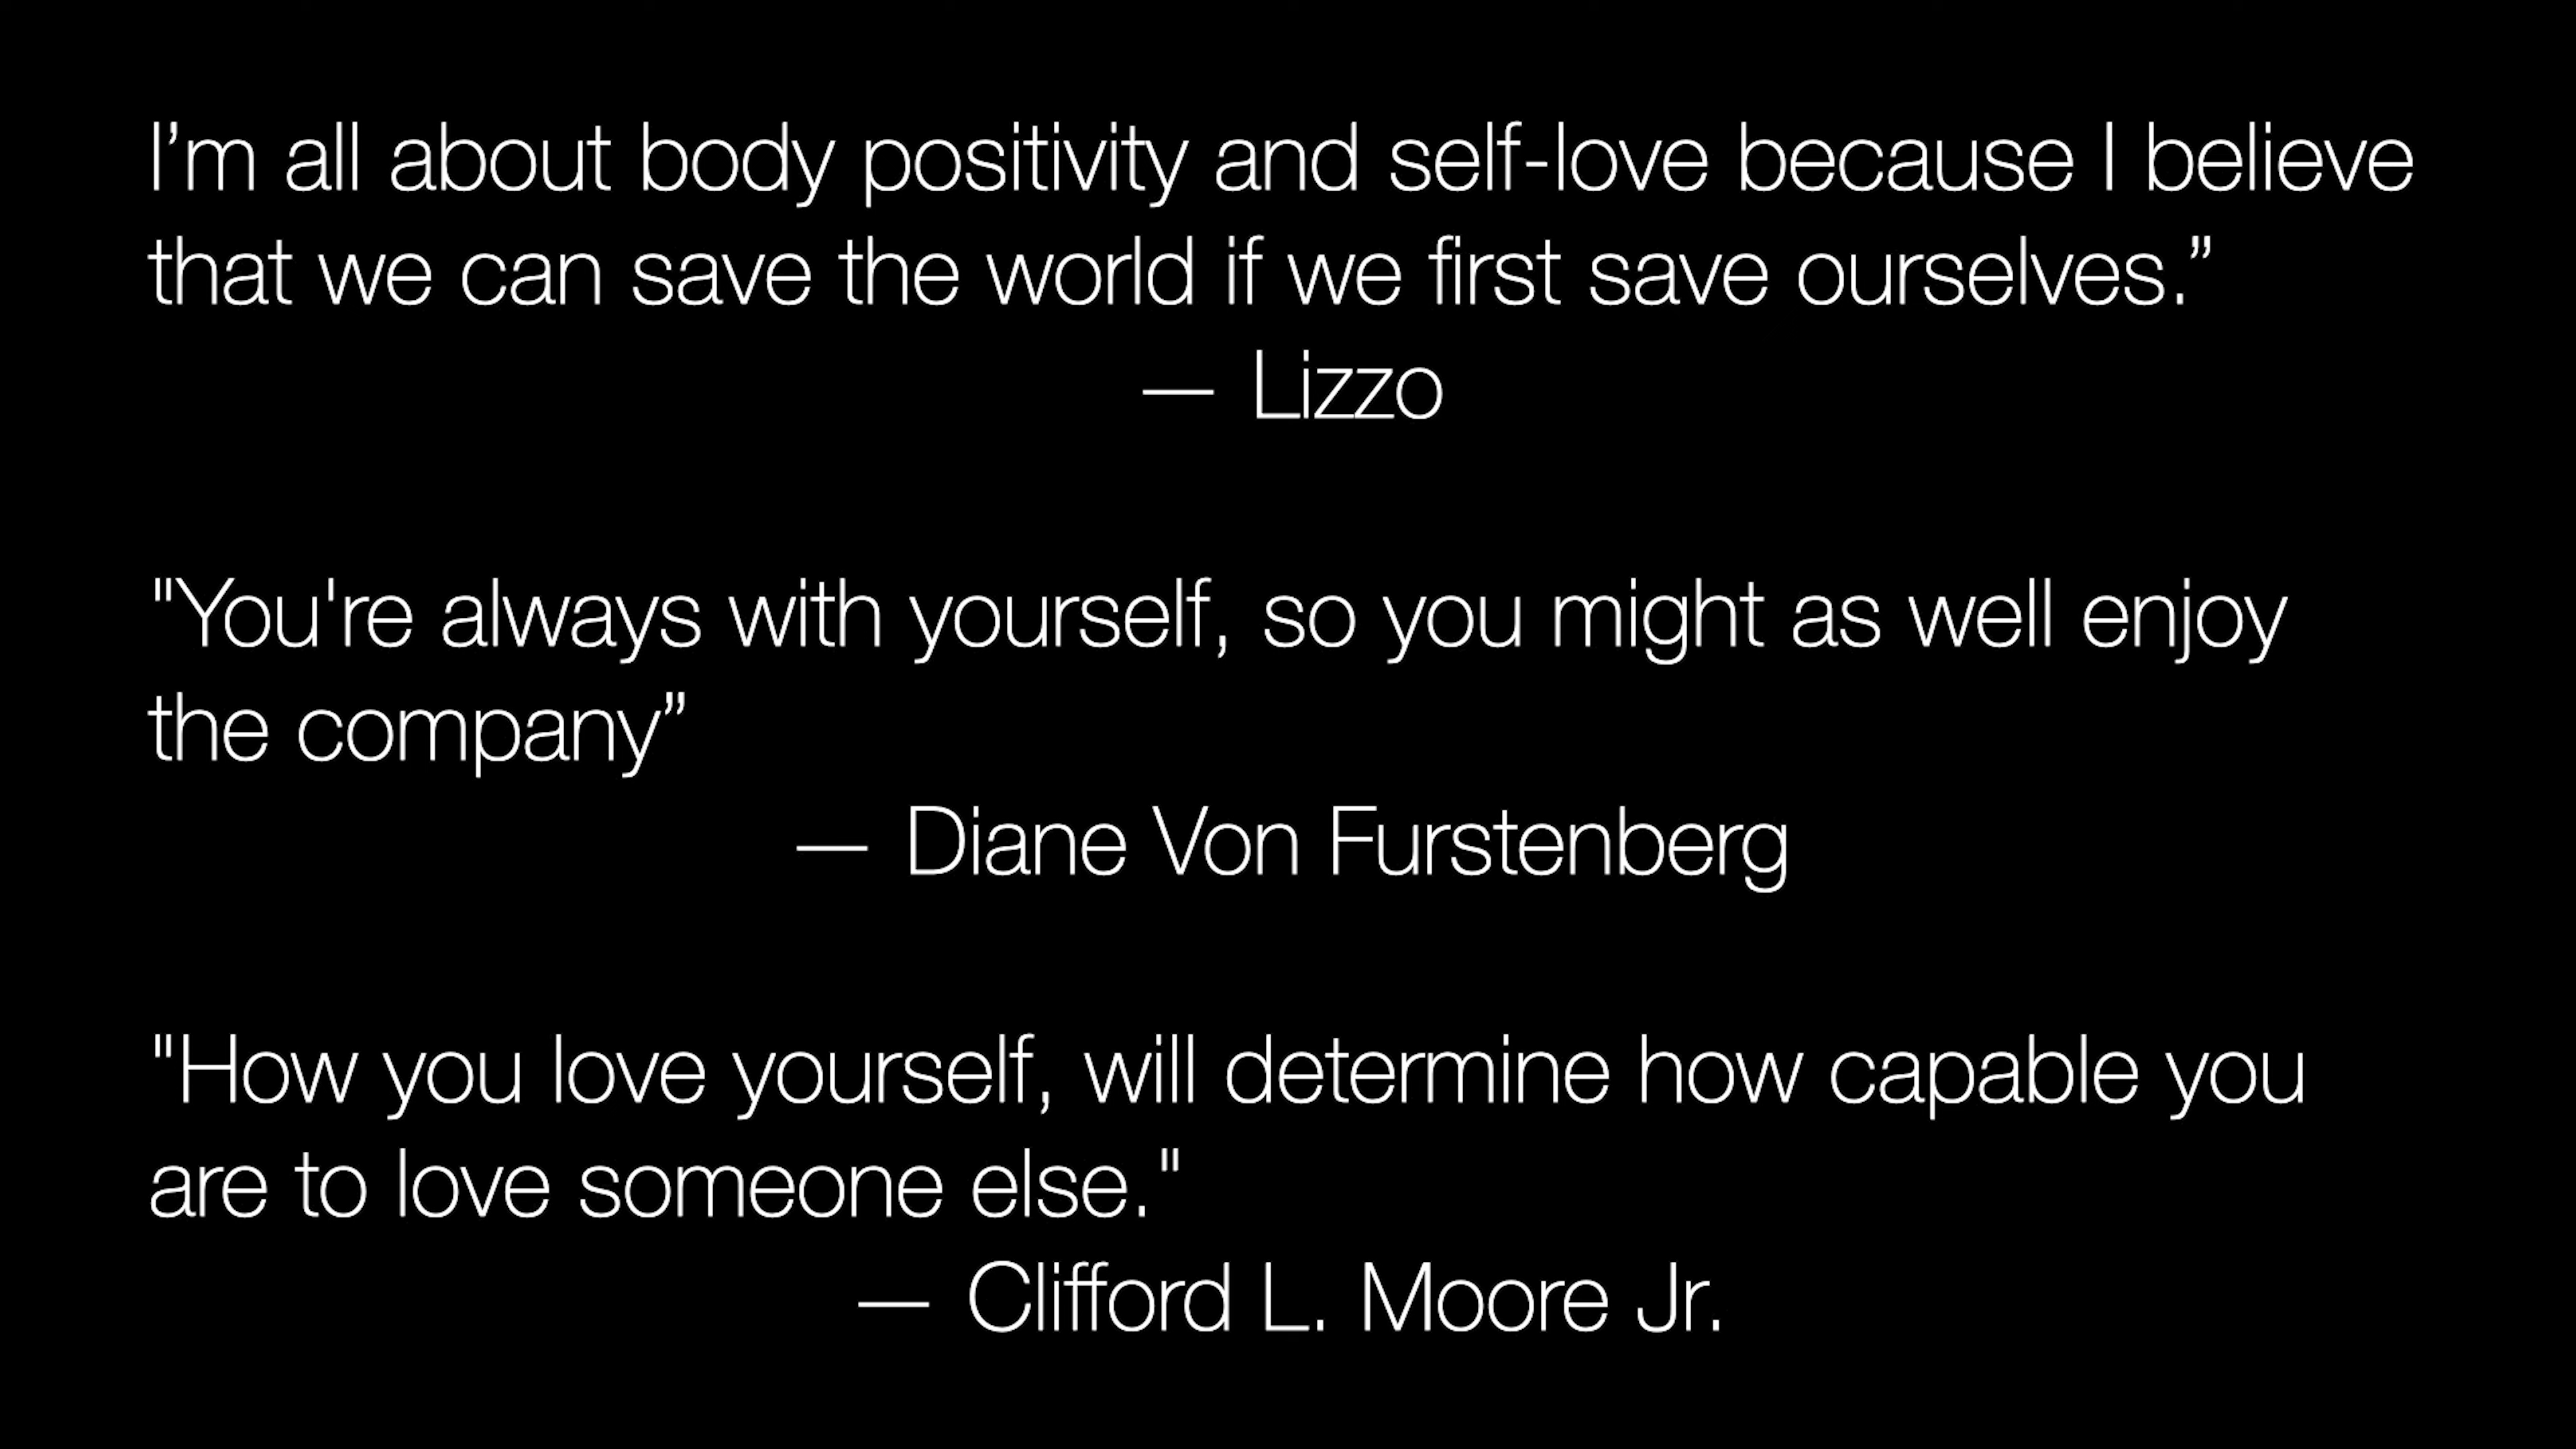 I’m all about body positivity and self-love because I believe
that we can save the world if we first save ourselves.”
— Lizzo
"You're always with yourself, so you might as well enjoy
the company”
— Diane Von Furstenberg
"How you love yourself, will determine how capable you
are to love someone else."
— Clifford L. Moore Jr.